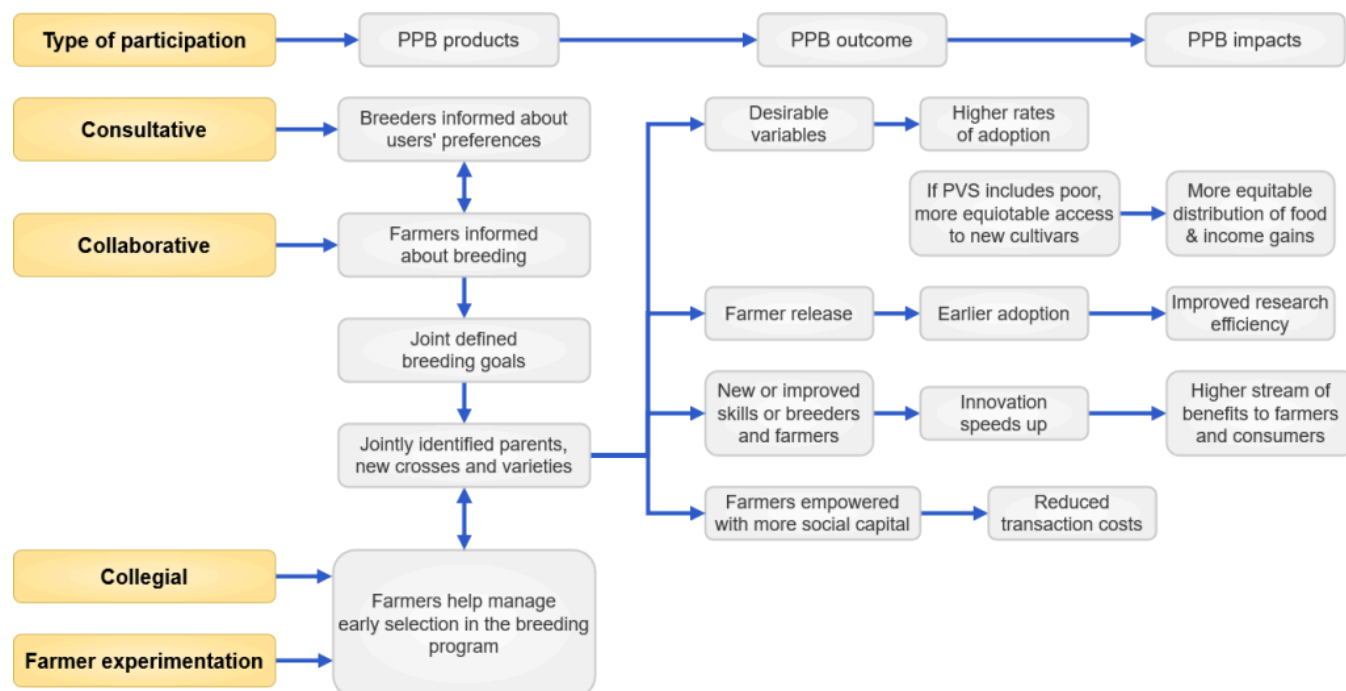 Type of participation
PPB products
PPB outcome
PPB impacts
Consultative
Breeders informed about
users' preferences
Desirable
variables
Higher rates
of adoption
If PVS includes poor,
more equiotable access
to new cultivars
More equitable
distribution of food
& income gains
Collaborative
Farmers informed
about breeding
Joint defined
breeding goals
Farmer release
Earlier adoption
Improved research
efficiency
Jointly identified parents,
new crosses and varieties
New or improved
skills or breeders
and farmers
Innovation
speeds up
Higher stream of
benefits to farmers
and consumers
Farmers empowered
with more social capital
Reduced
transaction costs
Collegial
Farmers help manage
early selection in the breeding
program
Farmer experimentation